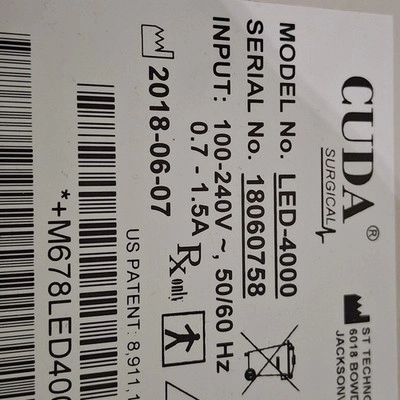 CUDA®
SURGICAL
MODEL No. LED-4000
SERIAL No. 18060758
INPUT: 100-240V ~, 50/60 Hz
0.7 - 1.5A
2018-06-07
Rx only
US PATENT: 8,911,1
*+M678LED400
ST TECHNO
6018 BOWD
JACKSONV